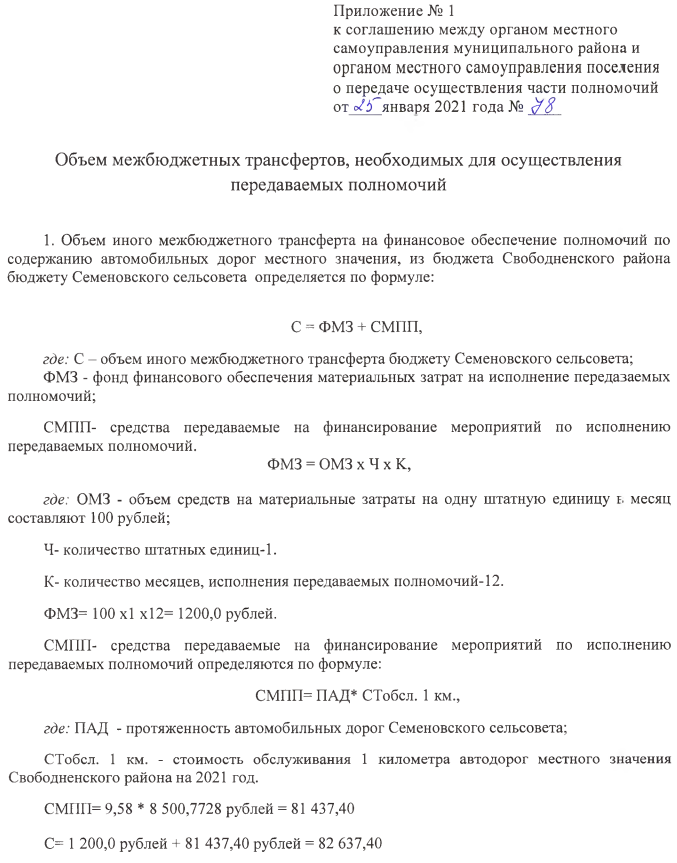 Приложение № 1
к соглашению между органом местного
самоуправления муниципального района и
органом местного самоуправления поселения
о передаче осуществления части полномочий
от 25 января 2021 года № 78
Объем межбюджетных трансфертов, необходимых для осуществления
передаваемых полномочий
1. Объем иного межбюджетного трансферта на финансовое обеспечение полномочий по
содержанию автомобильных дорог местного значения, из бюджета Свободненского района
бюджету Семеновского сельсовета определяется по формуле:
С = ФМЗ + СМПП,
где: С – объем иного межбюджетного трансферта бюджету Семеновского сельсовета;
ФМЗ - фонд финансового обеспечения материальных затрат на исполнение передаваемых
полномочий;
СМПП- средства передаваемые на финансирование мероприятий по исполнению
передаваемых полномочий.
ФМЗ = ОМЗ х Ч х К,
где: ОМЗ - объем средств на материальные затраты на одну штатную единицу в месяц
составляют 100 рублей;
Ч- количество штатных единиц-1.
К- количество месяцев, исполнения передаваемых полномочий-12.
ФМЗ= 100 х1 х12= 1200,0 рублей.
СМПП- средства передаваемые на финансирование мероприятий по исполнению
передаваемых полномочий определяются по формуле:
СМПП= ПАД* СТобсл. 1 км.,
где: ПАД - протяженность автомобильных дорог Семеновского сельсовета;
СТобсл. 1 км. - стоимость обслуживания 1 километра автодорог местного значения
Свободненского района на 2021 год.
СМПП= 9,58 * 8 500,7728 рублей = 81 437,40
С= 1 200,0 рублей + 81 437,40 рублей = 82 637,40